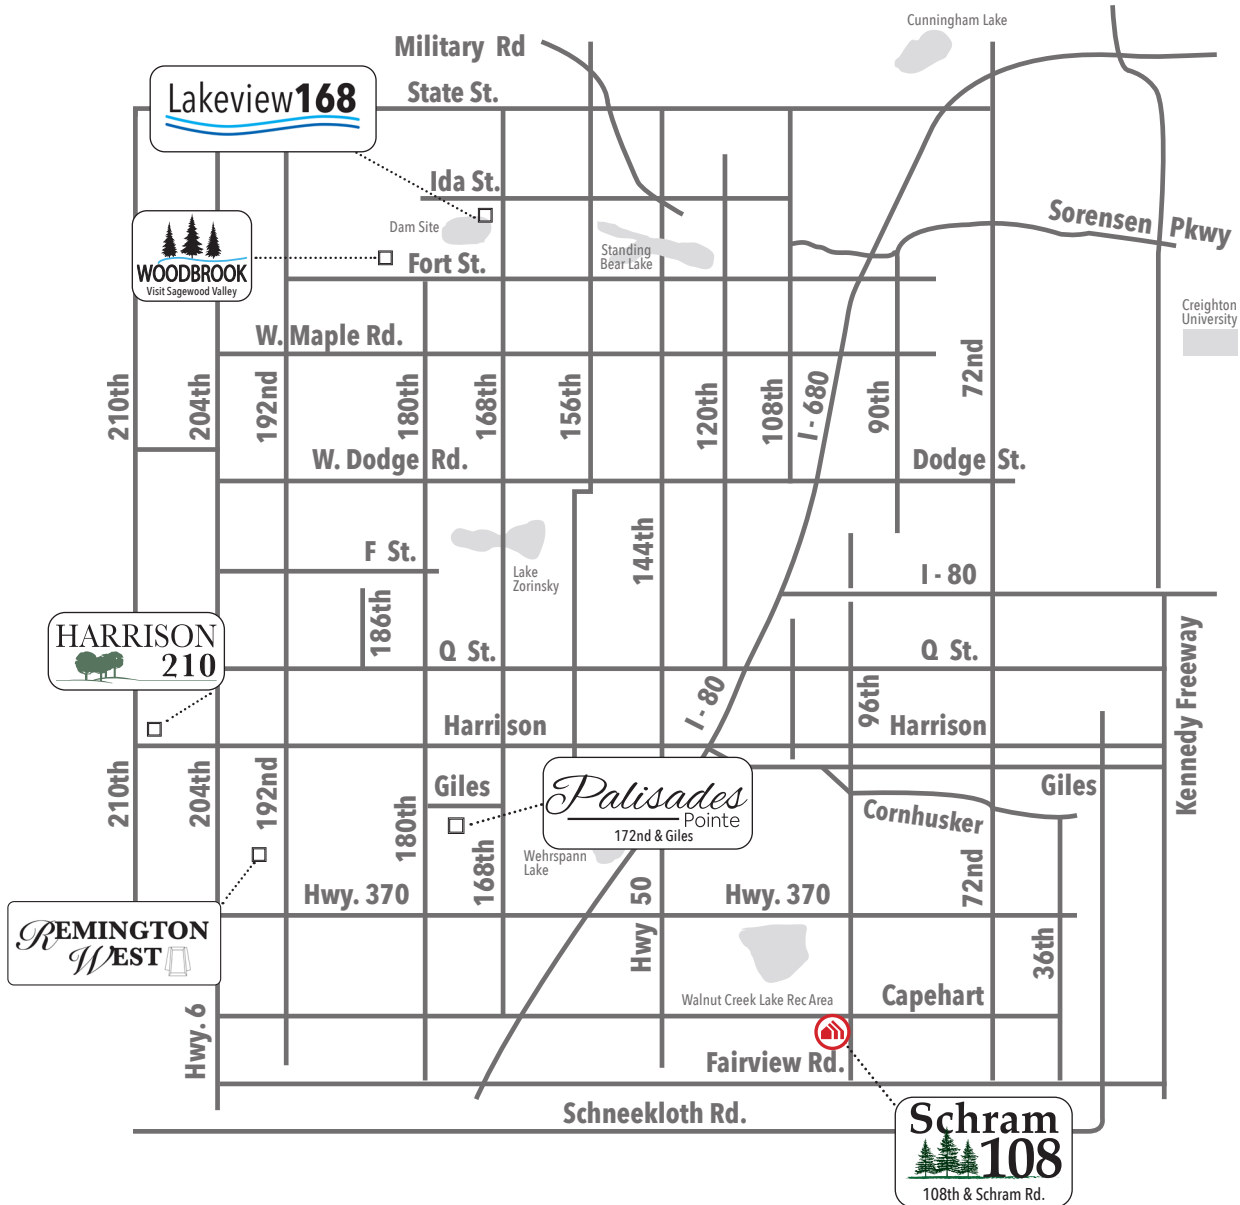 Cunningham Lake
Military Rd
Lakeview168
State St.
Ida St.
Dam Site
Standing
Bear Lake
Sorensen Pkwy
WOODBROOK
Visit Sagewood Valley
Fort St.
Creighton
University
W. Maple Rd.
210th
204th
192nd
180th
168th
156th
120th
108th
I - 680
90th
72nd
W. Dodge Rd.
Dodge St.
144th
F St.
Lake
Zorinsky
I - 80
186th
HARRISON
210
Q St.
Q St.
I - 80
96th
Kennedy Freeway
Harrison
Harrison
210th
204th
192nd
180th
Giles
168th
Palisades
Pointe
172nd & Giles
Giles
Cornhusker
Wehrspann
Lake
72nd
Hwy. 370
Hwy 50
Hwy. 370
REMINGTON
WEST
36th
Walnut Creek Lake Rec Area
Capehart
Hwy. 6
Fairview Rd.
Schneekloth Rd.
Schram
108
108th & Schram Rd.